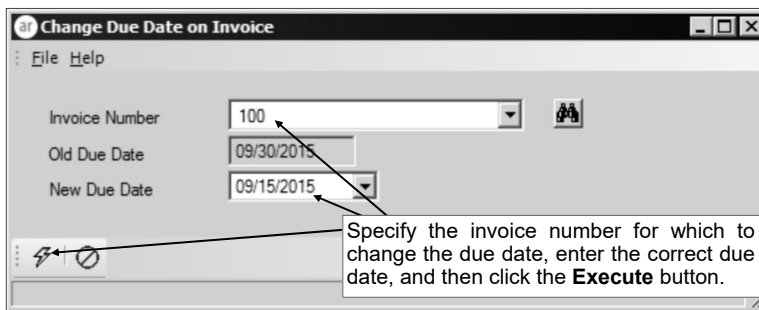 ar Change Due Date on Invoice
File Help
Invoice Number 100
Old Due Date 09/30/2015
New Due Date 09/15/2015
Specify the invoice number for which to
change the due date, enter the correct due
date, and then click the Execute button.